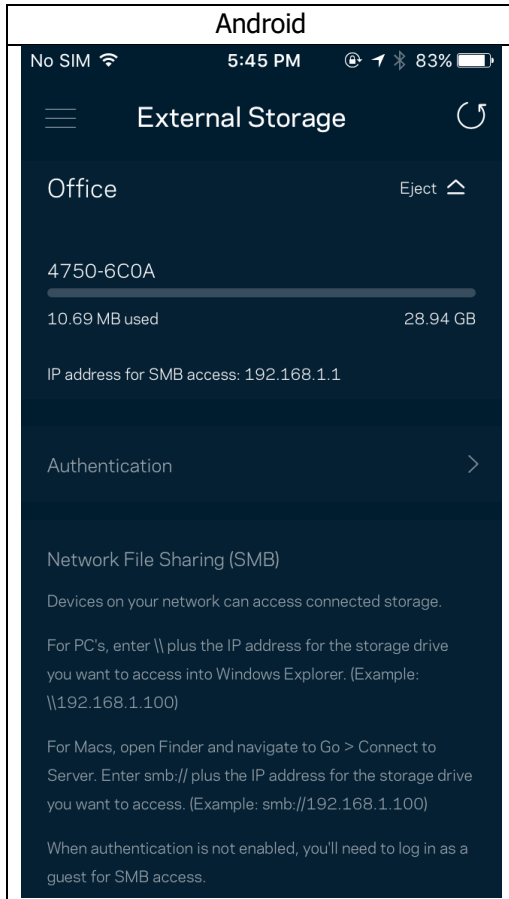 Android
No SIM 5:45 PM 83%
External Storage
Office Eject
4750-6C0A
10.69 MB used 28.94 GB
IP address for SMB access: 192.168.1.1
Authentication
Network File Sharing (SMB)
Devices on your network can access connected storage.
For PC's, enter \\ plus the IP address for the storage drive
you want to access into Windows Explorer. (Example:
\\192.168.1.100)
For Macs, open Finder and navigate to Go > Connect to
Server. Enter smb:// plus the IP address for the storage drive
you want to access. (Example: smb://192.168.1.100)
When authentication is not enabled, you'll need to log in as a
guest for SMB access.